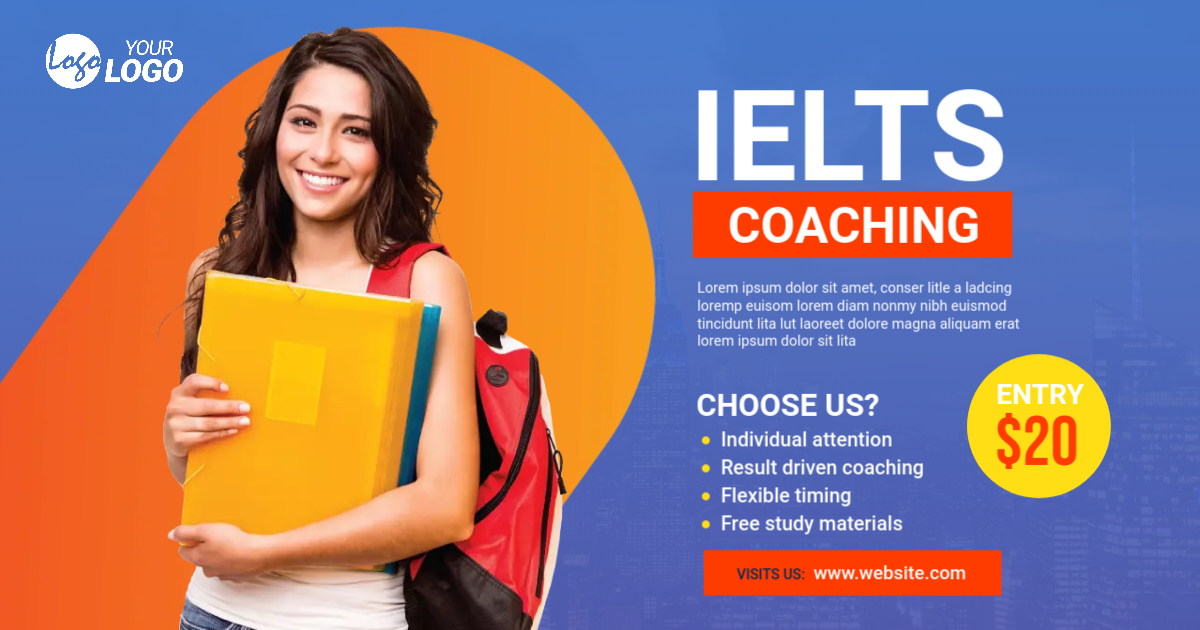 Logo
YOUR
LOGO
IELTS
COACHING
Lorem ipsum dolor sit amet, conser litle a ladcing
loremp euisom lorem diam nonmy nibh euismod
tincidunt lita lut laoreet dolore magna aliquam erat
lorem ipsum dolor sit lita
CHOOSE US?
• Individual attention
• Result driven coaching
• Flexible timing
• Free study materials
ENTRY
$20
VISITS US: www.website.com